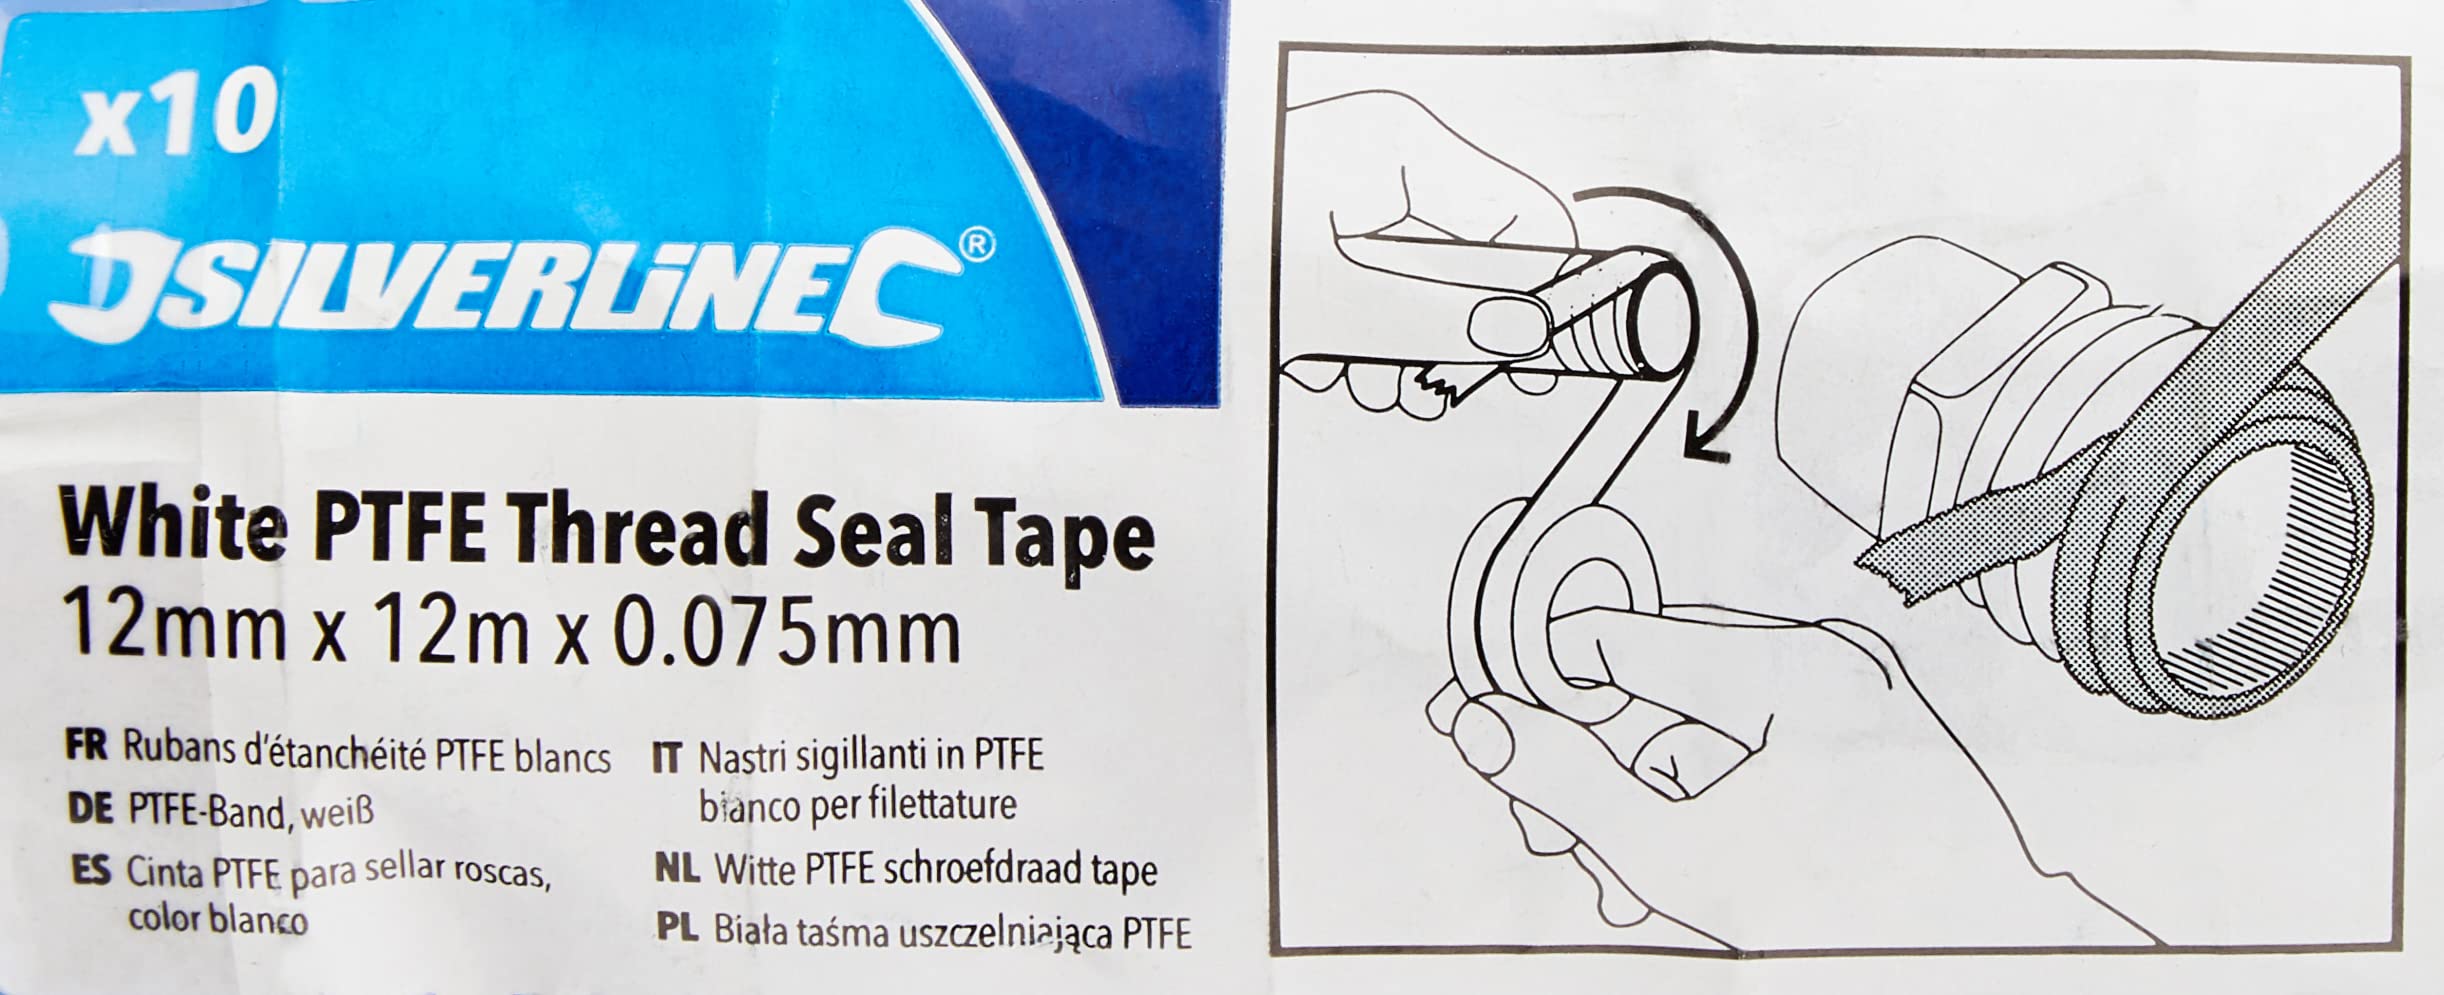 x10
SILVERLINE®
White PTFE Thread Seal Tape
12mm x 12m x 0.075mm
FR Rubans d'étanchéité PTFE blancs
DE PTFE-Band, weiß
ES Cinta PTFE para sellar roscas,
color blanco
IT Nastri sigillanti in PTFE
bianco per filettature
NL Witte PTFE schroefdraad tape
PL Biała taśma uszczelniająca PTFE